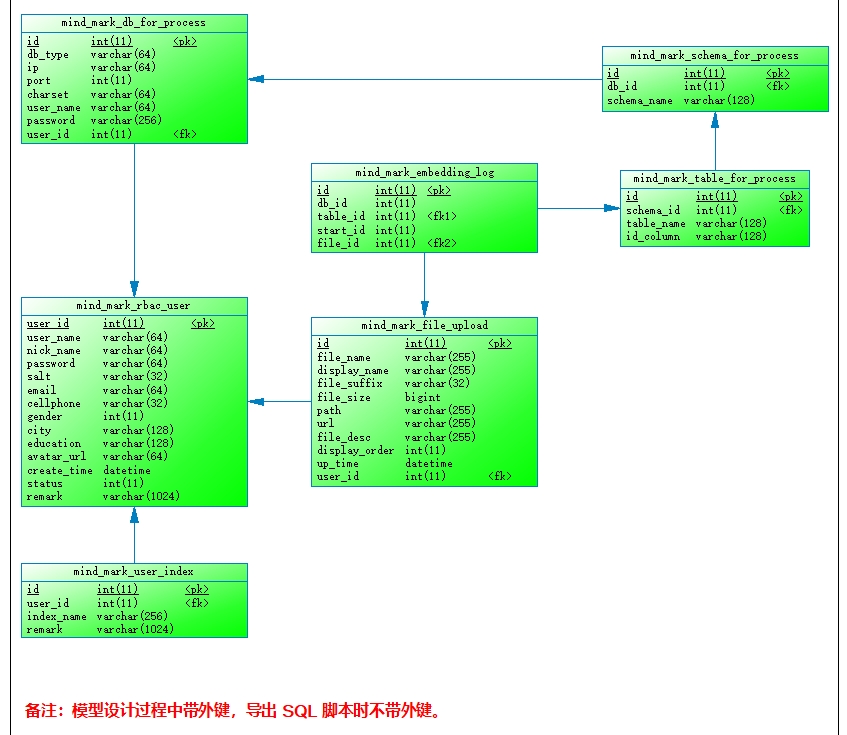 mind_mark_db_for_process
id int(11) <pk>
db_type varchar(64)
ip varchar(64)
port int(11)
charset varchar(64)
user_name varchar(64)
password varchar(256)
user_id int(11) <fk>
mind_mark_schema_for_process
id int(11) <pk>
db_id int(11) <fk>
schema_name varchar(128)
mind_mark_embedding_log
id int(11) <pk>
db_id int(11)
table_id int(11) <fk1>
start_id int(11)
file_id int(11) <fk2>
mind_mark_table_for_process
id int(11) <pk>
schema_id int(11) <fk>
table_name varchar(128)
id_column varchar(128)
mind_mark_rbac_user
user_id int(11) <pk>
user_name varchar(64)
nick_name varchar(64)
password varchar(64)
salt varchar(32)
email varchar(64)
cellphone varchar(32)
gender int(11)
city varchar(128)
education varchar(128)
avatar_url varchar(64)
create_time datetime
status int(11)
remark varchar(1024)
mind_mark_file_upload
id int(11) <pk>
file_name varchar(255)
display_name varchar(255)
file_suffix varchar(32)
file_size bigint
path varchar(255)
url varchar(255)
file_desc varchar(255)
display_order int(11)
up_time datetime
user_id int(11) <fk>
mind_mark_user_index
id int(11) <pk>
user_id int(11) <fk>
index_name varchar(256)
remark varchar(1024)
备注：模型设计过程中带外键，导出 SQL 脚本时不带外键。